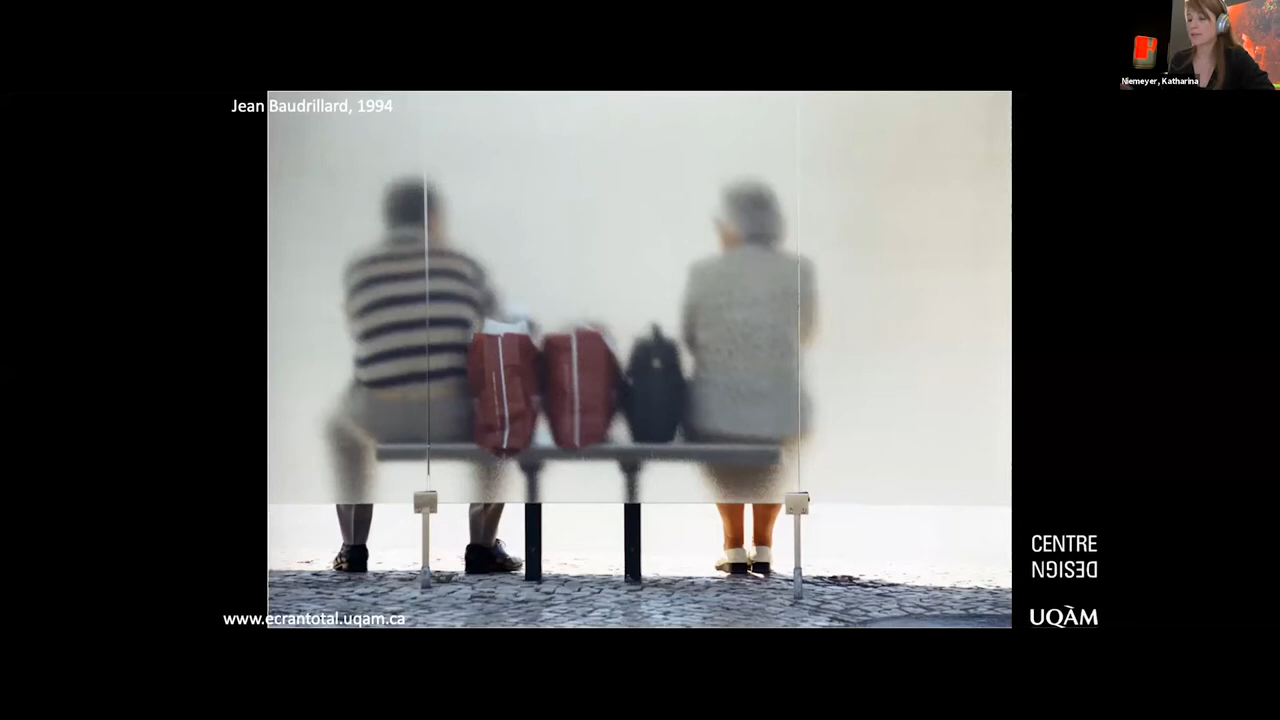 Niemeyer, Katharina
Jean Baudrillard, 1994
CENTRE
DESIGN
UQÀM
www.ecrantotal.uqam.ca